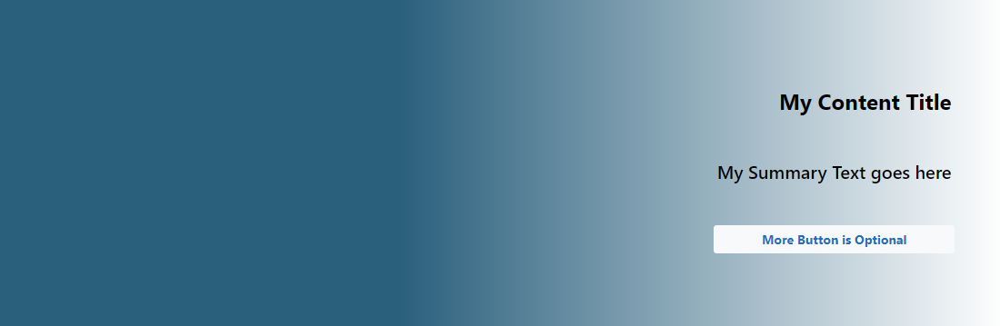 My Content Title
My Summary Text goes here
More Button is Optional